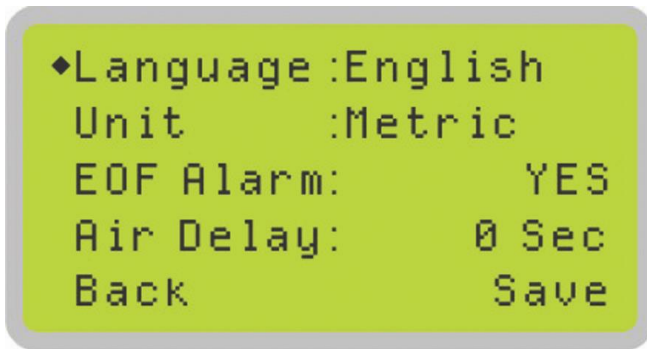 ◆Language:English
Unit :Metric
EOF Alarm: YES
Air Delay: 0 Sec
Back Save